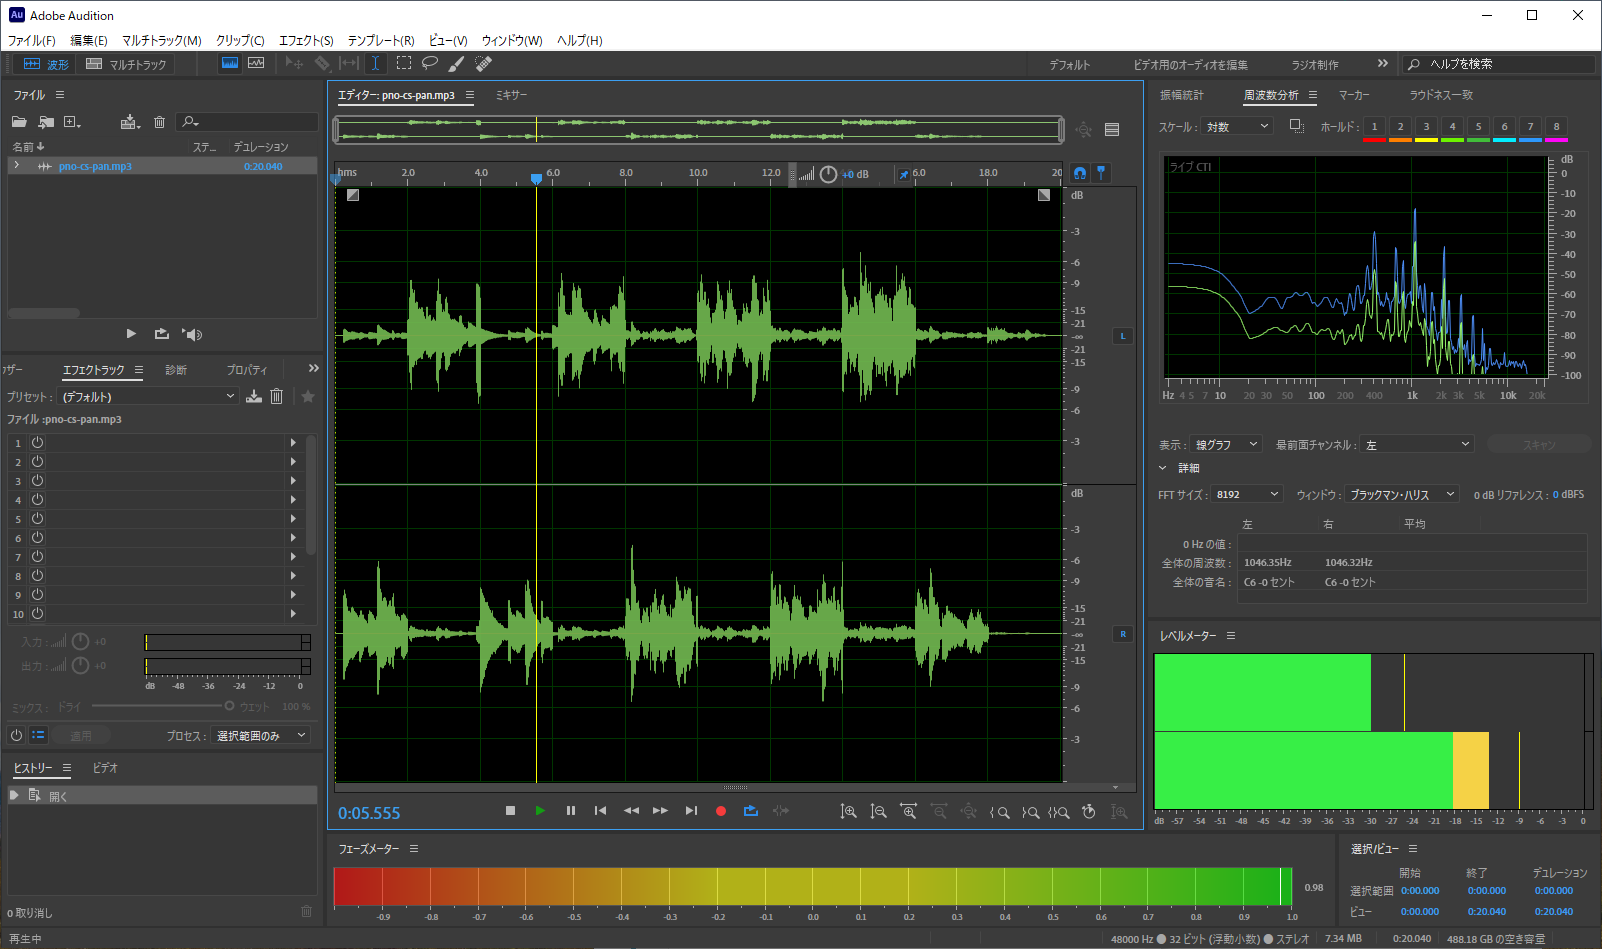 Au Adobe Audition
ファイル(F) 編集(E) マルチトラック(M) クリップ(C) エフェクト(S) テンプレート(R) ビュー(V) ウィンドウ(W) ヘルプ(H)
波形 マルチトラック デフォルト ビデオ用のオーディオを編集 ラジオ制作 ヘルプを検索
ファイル
名前 ステ... デュレーション
pno-cs-pan.mp3 0:20.040
ァザー エフェクトラック 診断 プロパティ
プリセット: (デフォルト)
ファイル:pno-cs-pan.mp3
1
2
3
4
5
6
7
8
9
10
入力: +0
出力: +0
dB -48 -36 -24 -12 0
ミックス: ドライ ウェット 100 %
適用 プロセス: 選択範囲のみ
ヒストリー ビデオ
開く
0 取り消し
再生中
エディター: pno-cs-pan.mp3 ミキサー
hms 2.0 4.0 6.0 8.0 10.0 12.0 +0 dB 6.0 18.0 20
dB
-3
-6
-9
-15
-21
-∞
-21
-15
-9
-6
-3
L
dB
-3
-6
-9
-15
-21
-∞
-21
-15
-9
-6
-3
R
0:05.555
フェーズメーター
0.98
-0.9 -0.8 -0.7 -0.6 -0.5 -0.4 -0.3 -0.2 -0.1 0.0 0.1 0.2 0.3 0.4 0.5 0.6 0.7 0.8 0.9 1.0
振幅統計 周波数分析 マーカー ラウドネス一致
スケール: 対数 ホールド: 1 2 3 4 5 6 7 8
ライブ CTI
dB
0
-10
-20
-30
-40
-50
-60
-70
-80
-90
-100
Hz 4 5 7 10 20 30 50 100 200 400 1k 2k 3k 5k 10k 20k
表示: 線グラフ 最前面チャンネル: 左 スキャン
詳細
FFT サイズ: 8192 ウィンドウ: ブラックマン・ハリス 0 dB リファレンス: 0 dBFS
左 右 平均
0 Hz の値:
全体の周波数: 1046.35Hz 1046.32Hz
全体の音名: C6 -0 セント C6 -0 セント
レベルメーター
dB -57 -54 -51 -48 -45 -42 -39 -36 -33 -30 -27 -24 -21 -18 -15 -12 -9 -6 -3 0
選択/ビュー
開始 終了 デュレーション
選択範囲 0:00.000 0:00.000 0:00.000
ビュー 0:00.000 0:20.040 0:20.040
48000 Hz ● 32 ビット (浮動小数) ● ステレオ 7.34 MB 0:20.040 488.18 GB の空き容量